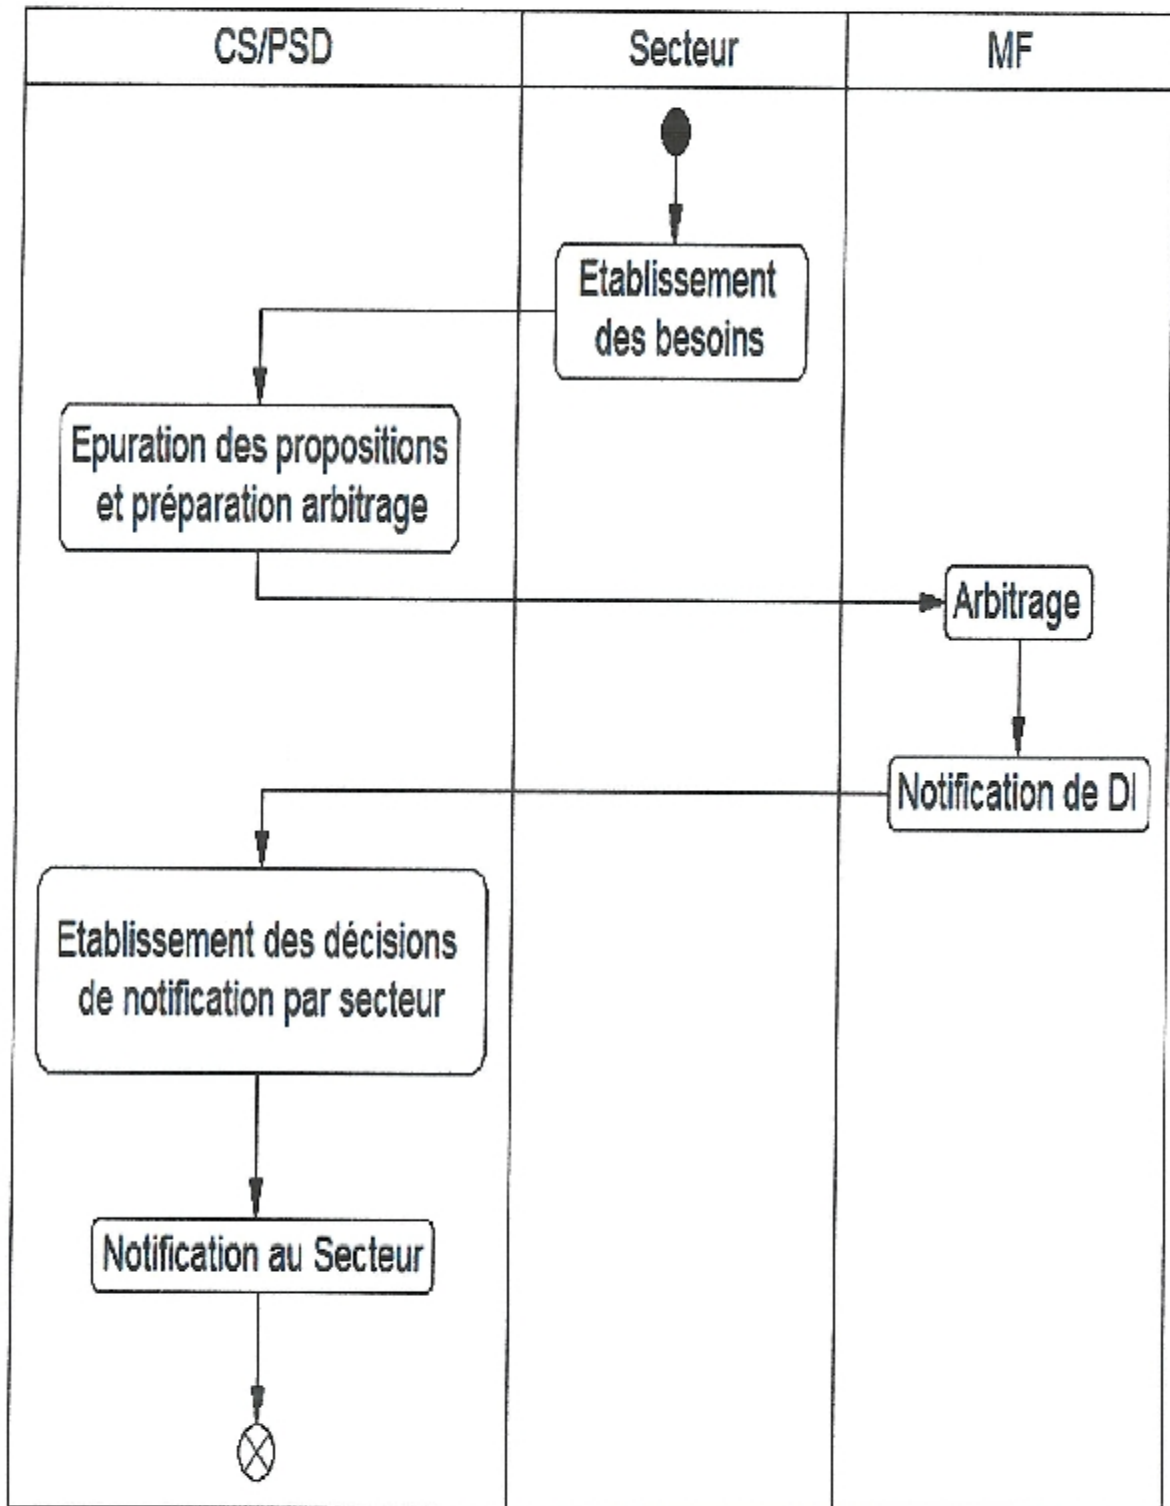 CS/PSD
Secteur
MF
Etablissement
des besoins
Epuration des propositions
et préparation arbitrage
Arbitrage
Notification de DI
Etablissement des décisions
de notification par secteur
Notification au Secteur